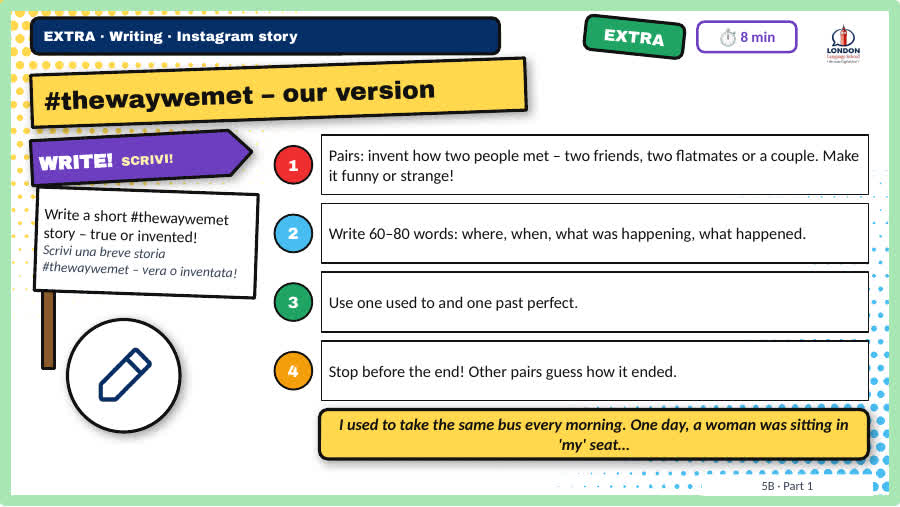 EXTRA · Writing · Instagram story
EXTRA
8 min
LONDON
#thewaywemet – our version
WRITE! SCRIVI!
Write a short #thewaywemet
story – true or invented!
Scrivi una breve storia
#thewaywemet – vera o inventata!
1
Pairs: invent how two people met – two friends, two flatmates or a couple. Make
it funny or strange!
2
Write 60–80 words: where, when, what was happening, what happened.
3
Use one used to and one past perfect.
4
Stop before the end! Other pairs guess how it ended.
I used to take the same bus every morning. One day, a woman was sitting in
'my' seat...
5B · Part 1